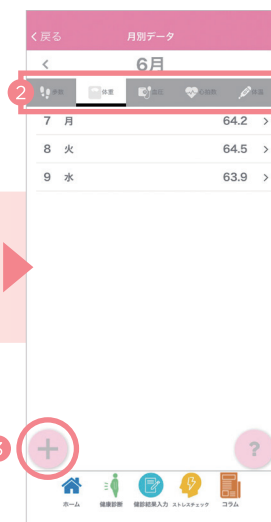 戻る 月別データ
6月
2
歩数 体重 血圧 心拍数 体温
7 月 64.2
8 火 64.5
9 水 63.9
?
ホーム 健康診断 健診結果入力 ストレスチェック コラム